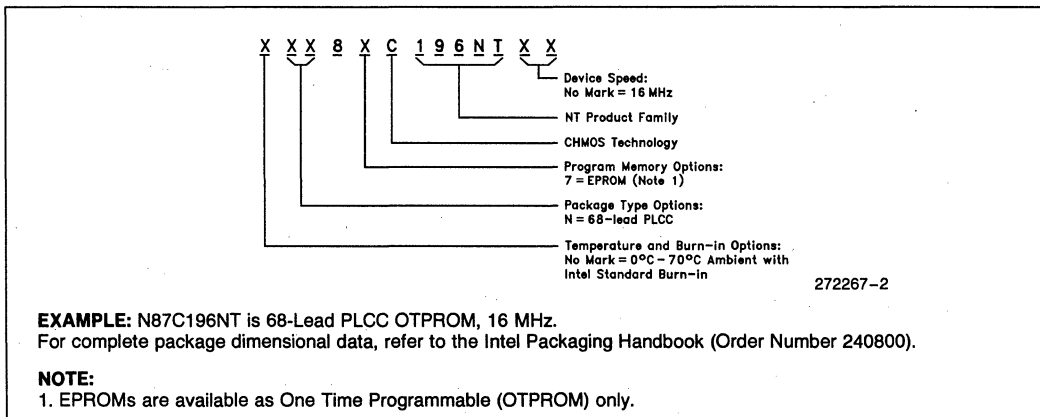 X XX 8 X C 196NT XX
Device Speed:
No Mark = 16 MHz
NT Product Family
CHMOS Technology
Program Memory Options:
7 = EPROM (Note 1)
Package Type Options:
N = 68-lead PLCC
Temperature and Burn-in Options:
No Mark = 0°C – 70°C Ambient with
Intel Standard Burn-in
272267–2
EXAMPLE: N87C196NT is 68-Lead PLCC OTPROM, 16 MHz.
For complete package dimensional data, refer to the Intel Packaging Handbook (Order Number 240800).
NOTE:
1. EPROMs are available as One Time Programmable (OTPROM) only.